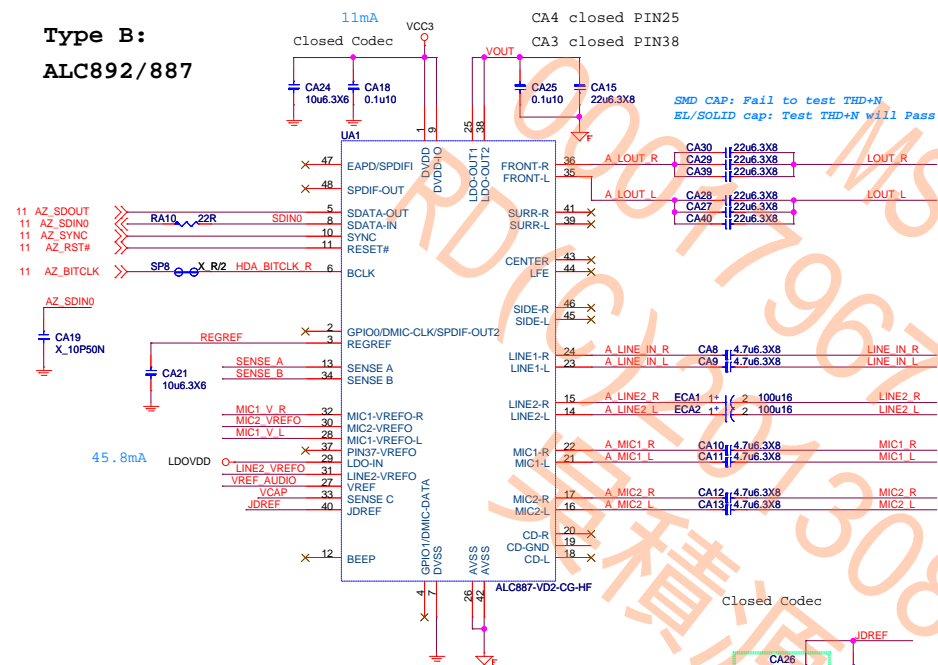 Type B:
ALC892/887
11mA
Closed Codec
VCC3
CA4 closed PIN25
CA3 closed PIN38
VOUT
CA24
10u6.3X6
CA18
0.1u10
CA25
0.1u10
CA15
22u6.3X8
SMD CAP: Fail to test THD+N
EL/SOLID cap: Test THD+N will Pass
UA1
1
9
25
38
DVDD
DVDD-IO
LDO-OUT1
LDO-OUT2
47 EAPD/SPDIFI
48 SPDIF-OUT
11 AZ_SDOUT 5 SDATA-OUT
11 AZ_SDIN0 RA10 22R SDIN0 8 SDATA-IN
11 AZ_SYNC 10 SYNC
11 AZ_RST# 11 RESET#
11 AZ_BITCLK SP8 X_R/2 HDA_BITCLK_R 6 BCLK
AZ_SDIN0
CA19
X_10P50N
2 GPIO0/DMIC-CLK/SPDIF-OUT2
REGREF 3 REGREF
CA21
10u6.3X6
SENSE_A 13 SENSE A
SENSE_B 34 SENSE B
MIC1_V_R 32 MIC1-VREFO-R
MIC2_VREFO 30 MIC2-VREFO
MIC1_V_L 28 MIC1-VREFO-L
37 PIN37-VREFO
45.8mA LDOVDD 29 LDO-IN
LINE2_VREFO 31 LINE2-VREFO
VREF_AUDIO 27 VREF
VCAP 33 SENSE C
JDREF 40 JDREF
12 BEEP
GPIO1/DMIC-DATA
DVSS
AVSS
AVSS
4
7
26
42
FRONT-R 36 A_LOUT_R
FRONT-L 35 A_LOUT_L
CA30 22u6.3X8
CA29 22u6.3X8 LOUT_R
CA39 22u6.3X8
CA28 22u6.3X8 LOUT_L
CA27 22u6.3X8
CA40 22u6.3X8
SURR-R 41
SURR-L 39
CENTER 43
LFE 44
SIDE-R 46
SIDE-L 45
LINE1-R 24 A_LINE_IN_R CA8 4.7u6.3X8 LINE_IN_R
LINE1-L 23 A_LINE_IN_L CA9 4.7u6.3X8 LINE_IN_L
LINE2-R 15 A_LINE2_R ECA1 1+ 2 100u16 LINE2_R
LINE2-L 14 A_LINE2_L ECA2 1+ 2 100u16 LINE2_L
MIC1-R 22 A_MIC1_R CA10 4.7u6.3X8 MIC1_R
MIC1-L 21 A_MIC1_L CA11 4.7u6.3X8 MIC1_L
MIC2-R 17 A_MIC2_R CA12 4.7u6.3X8 MIC2_R
MIC2-L 16 A_MIC2_L CA13 4.7u6.3X8 MIC2_L
CD-R 20
CD-GND 19
CD-L 18
ALC887-VD2-CG-HF
Closed Codec
JDREF
CA26
00017967
RD(C)201308
MS